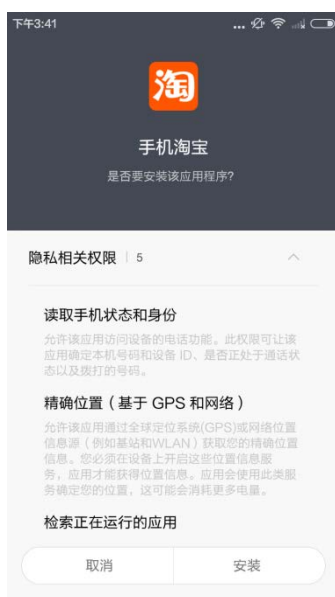 下午3:41
...
淘
手机淘宝
是否要安装该应用程序?
隐私相关权限 | 5
读取手机状态和身份
允许该应用访问设备的电话功能。此权限可让该
应用确定本机号码和设备 ID、是否正处于通话状
态以及拨打的号码。
精确位置（基于 GPS 和网络）
允许该应用通过全球定位系统(GPS)或网络位置
信息源（例如基站和WLAN）获取您的精确位置
信息。您必须在设备上开启这些位置信息服
务，应用才能获得位置信息。应用会使用此类服
务确定您的位置，这可能会消耗更多电量。
检索正在运行的应用
取消
安装